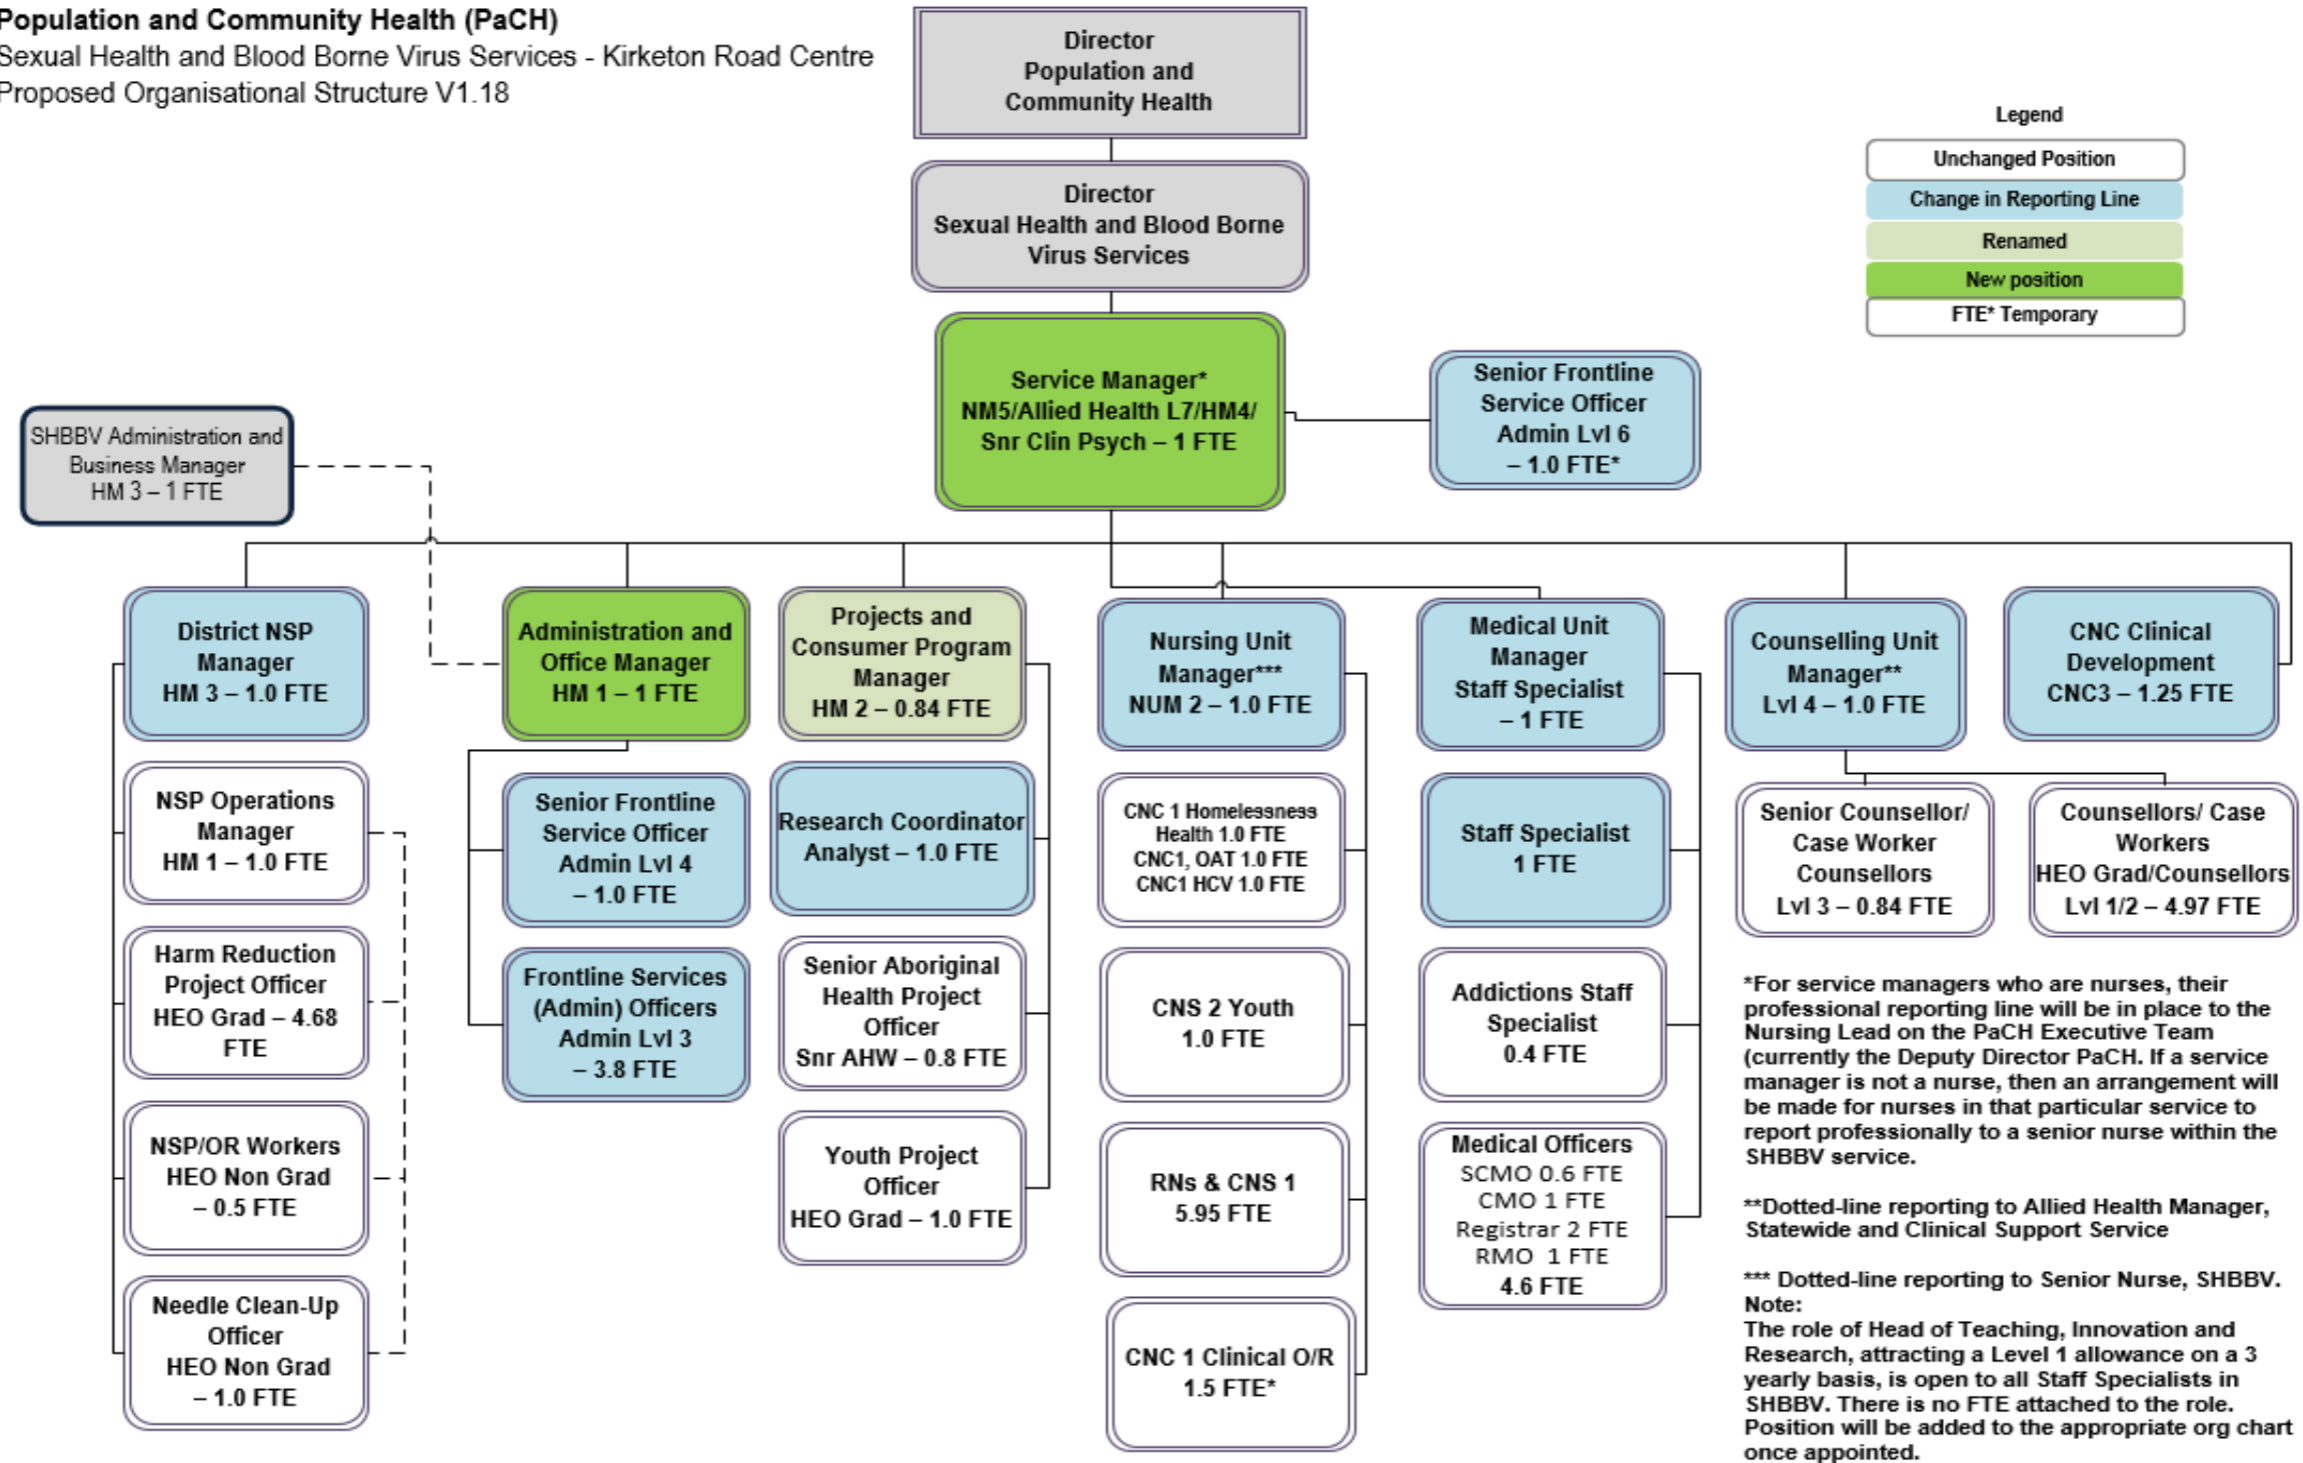 Population and Community Health (PaCH)
Sexual Health and Blood Borne Virus Services - Kirketon Road Centre
Proposed Organisational Structure V1.18
Director
Population and
Community Health
Director
Sexual Health and Blood Borne
Virus Services
Legend
Unchanged Position
Change in Reporting Line
Renamed
New position
FTE* Temporary
Service Manager*
NM5/Allied Health L7/HM4/
Snr Clin Psych – 1 FTE
Senior Frontline
Service Officer
Admin Lvl 6
– 1.0 FTE*
SHBBV Administration and
Business Manager
HM 3 – 1 FTE
District NSP
Manager
HM 3 – 1.0 FTE
NSP Operations
Manager
HM 1 – 1.0 FTE
Harm Reduction
Project Officer
HEO Grad – 4.68
FTE
NSP/OR Workers
HEO Non Grad
– 0.5 FTE
Needle Clean-Up
Officer
HEO Non Grad
– 1.0 FTE
Administration and
Office Manager
HM 1 – 1 FTE
Senior Frontline
Service Officer
Admin Lvl 4
– 1.0 FTE
Frontline Services
(Admin) Officers
Admin Lvl 3
– 3.8 FTE
Projects and
Consumer Program
Manager
HM 2 – 0.84 FTE
Research Coordinator
Analyst – 1.0 FTE
Senior Aboriginal
Health Project
Officer
Snr AHW – 0.8 FTE
Youth Project
Officer
HEO Grad – 1.0 FTE
Nursing Unit
Manager***
NUM 2 – 1.0 FTE
CNC 1 Homelessness
Health 1.0 FTE
CNC1, OAT 1.0 FTE
CNC1 HCV 1.0 FTE
CNS 2 Youth
1.0 FTE
RNs & CNS 1
5.95 FTE
CNC 1 Clinical O/R
1.5 FTE*
Medical Unit
Manager
Staff Specialist
– 1 FTE
Staff Specialist
1 FTE
Addictions Staff
Specialist
0.4 FTE
Medical Officers
SCMO 0.6 FTE
CMO 1 FTE
Registrar 2 FTE
RMO 1 FTE
4.6 FTE
Counselling Unit
Manager**
Lvl 4 – 1.0 FTE
Senior Counsellor/
Case Worker
Counsellors
Lvl 3 – 0.84 FTE
Counsellors/ Case
Workers
HEO Grad/Counsellors
Lvl 1/2 – 4.97 FTE
CNC Clinical
Development
CNC3 – 1.25 FTE
*For service managers who are nurses, their
professional reporting line will be in place to the
Nursing Lead on the PaCH Executive Team
(currently the Deputy Director PaCH. If a service
manager is not a nurse, then an arrangement will
be made for nurses in that particular service to
report professionally to a senior nurse within the
SHBBV service.
**Dotted-line reporting to Allied Health Manager,
Statewide and Clinical Support Service
*** Dotted-line reporting to Senior Nurse, SHBBV.
Note:
The role of Head of Teaching, Innovation and
Research, attracting a Level 1 allowance on a 3
yearly basis, is open to all Staff Specialists in
SHBBV. There is no FTE attached to the role.
Position will be added to the appropriate org chart
once appointed.